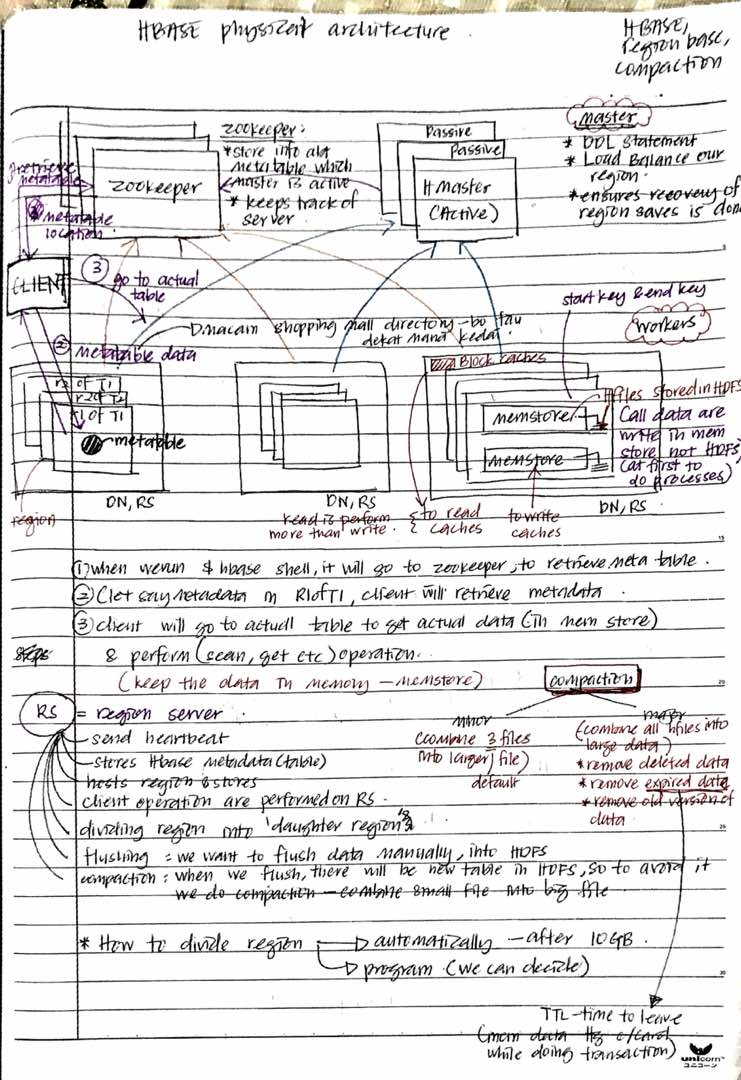 HBASE physical architecture.
HBASE,
region base,
compaction
zookeeper:
* store into abt
metatable which
master is active
* keeps track of
server
zookeeper
Passive
Passive
HMaster
(Active)
master
* DDL statement
* Load Balance our
region.
* ensures recovery of
region saves is done
retrieve
metatable
metatable
location
CLIENT
③ go to actual
table
② metatable data
macam shopping mall directory - bo tau
dekat mana kedai
start key & end key
workers
r2 of T1
r2 of T2
r1 of T1
metatable
region
DN, RS
DN, RS
DN, RS
Block caches
memstore
memstore
Hfiles stored in HDFS
(all data are
write in mem
store not HDFS,
(at first to
do processes)
Read is perform
more than write.
to read
caches
to write
caches
① when we run $ hbase shell, it will go to zookeeper, to retrieve meta table.
② (let say metadata in R1 of T1, client will retrieve metadata
③ client will go to actual table to get actual data (in mem store)
steps
& perform (scan, get etc) operation.
(keep the data in memory - memstore)
RS = region server
- send heartbeat
- stores Hbase metadata (table)
hosts region & stores
client operation are performed on RS.
dividing region into 'daughter region's
flushing = we want to flush data manually, into HDFS
compaction: when we flush, there will be new table in HDFS, so to avoid it
we do compaction - combine small file into big file.
compaction
minor
(combine 3 files
into larger file)
default
major
(combine all hfiles into
large data)
* remove deleted data
* remove expired data
* remove old version of
data
* How to divide region
automatically - after 10GB.
program (we can decide)
TTL - time to leave
(mcm data
while doing transaction)
unicorn
ユニコーン